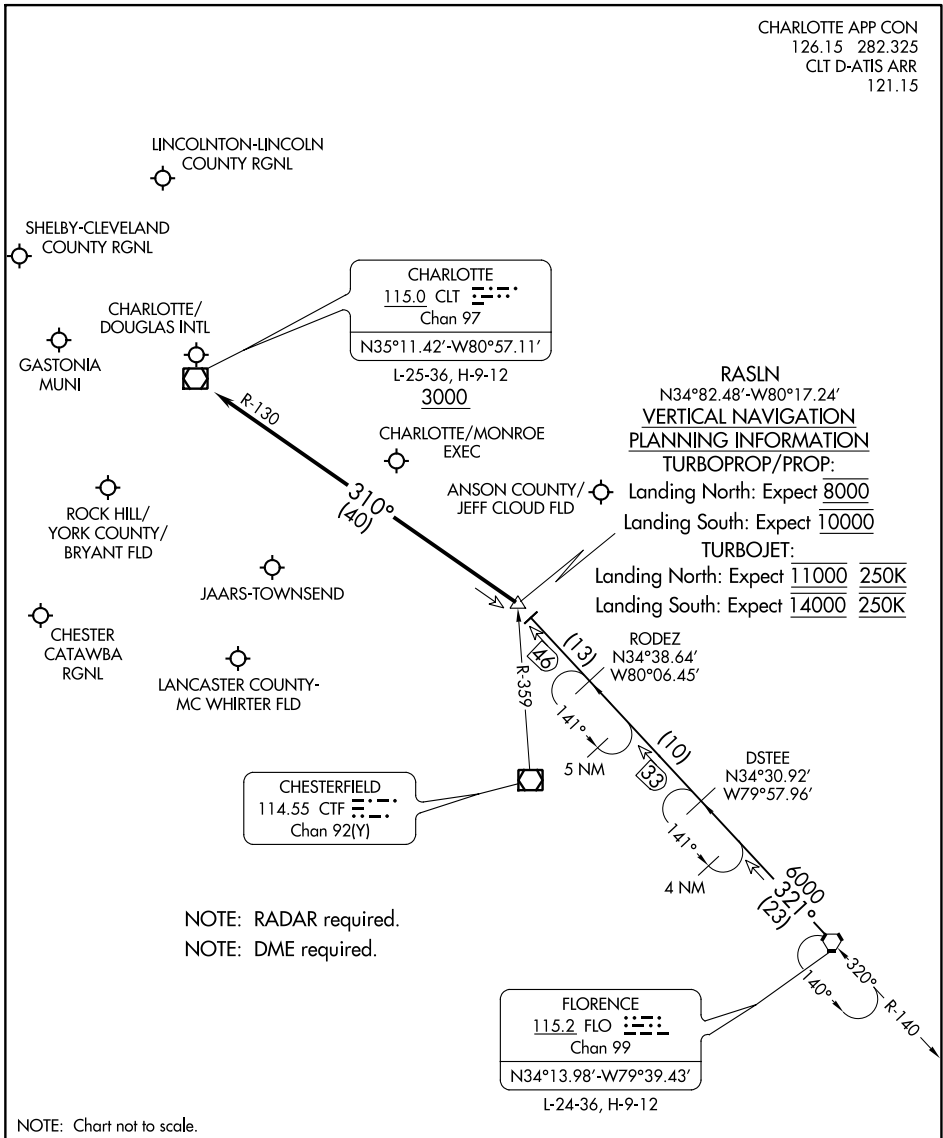 CHARLOTTE APP CON
126.15 282.325
CLT D-ATIS ARR
121.15
LINCOLNTON-LINCOLN
COUNTY RGNL
SHELBY-CLEVELAND
COUNTY RGNL
CHARLOTTE/
DOUGLAS INTL
GASTONIA
MUNI
CHARLOTTE
115.0 CLT
Chan 97
N35°11.42'-W80°57.11'
L-25-36, H-9-12
3000
R-130
310°
(40)
CHARLOTTE/MONROE
EXEC
ANSON COUNTY/
JEFF CLOUD FLD
RASLN
N34°82.48'-W80°17.24'
VERTICAL NAVIGATION
PLANNING INFORMATION
TURBOPROP/PROP:
Landing North: Expect 8000
Landing South: Expect 10000
TURBOJET:
Landing North: Expect 11000 250K
Landing South: Expect 14000 250K
ROCK HILL/
YORK COUNTY/
BRYANT FLD
JAARS-TOWNSEND
CHESTER
CATAWBA
RGNL
LANCASTER COUNTY-
MC WHIRTER FLD
R-359
46
(13)
RODEZ
N34°38.64'
W80°06.45'
141°
5 NM
(10)
33
DSTEE
N34°30.92'
W79°57.96'
141°
4 NM
CHESTERFIELD
114.55 CTF
Chan 92(Y)
6000
321°
(23)
NOTE: RADAR required.
NOTE: DME required.
140°
320°
R-140
FLORENCE
115.2 FLO
Chan 99
N34°13.98'-W79°39.43'
L-24-36, H-9-12
NOTE: Chart not to scale.